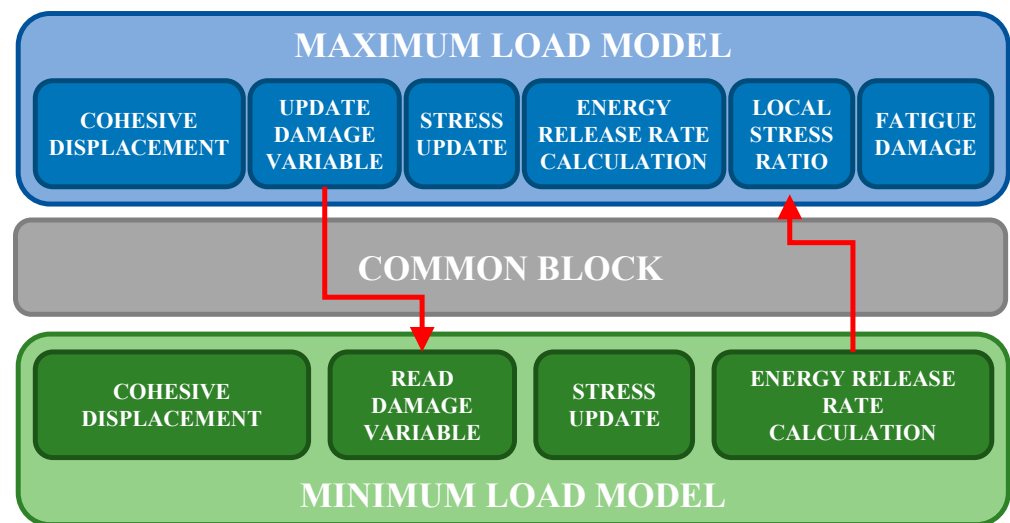 MAXIMUM LOAD MODEL
COHESIVE
DISPLACEMENT
UPDATE
DAMAGE
VARIABLE
STRESS
UPDATE
ENERGY
RELEASE RATE
CALCULATION
LOCAL
STRESS
RATIO
FATIGUE
DAMAGE
COMMON BLOCK
COHESIVE
DISPLACEMENT
READ
DAMAGE
VARIABLE
STRESS
UPDATE
ENERGY RELEASE
RATE
CALCULATION
MINIMUM LOAD MODEL